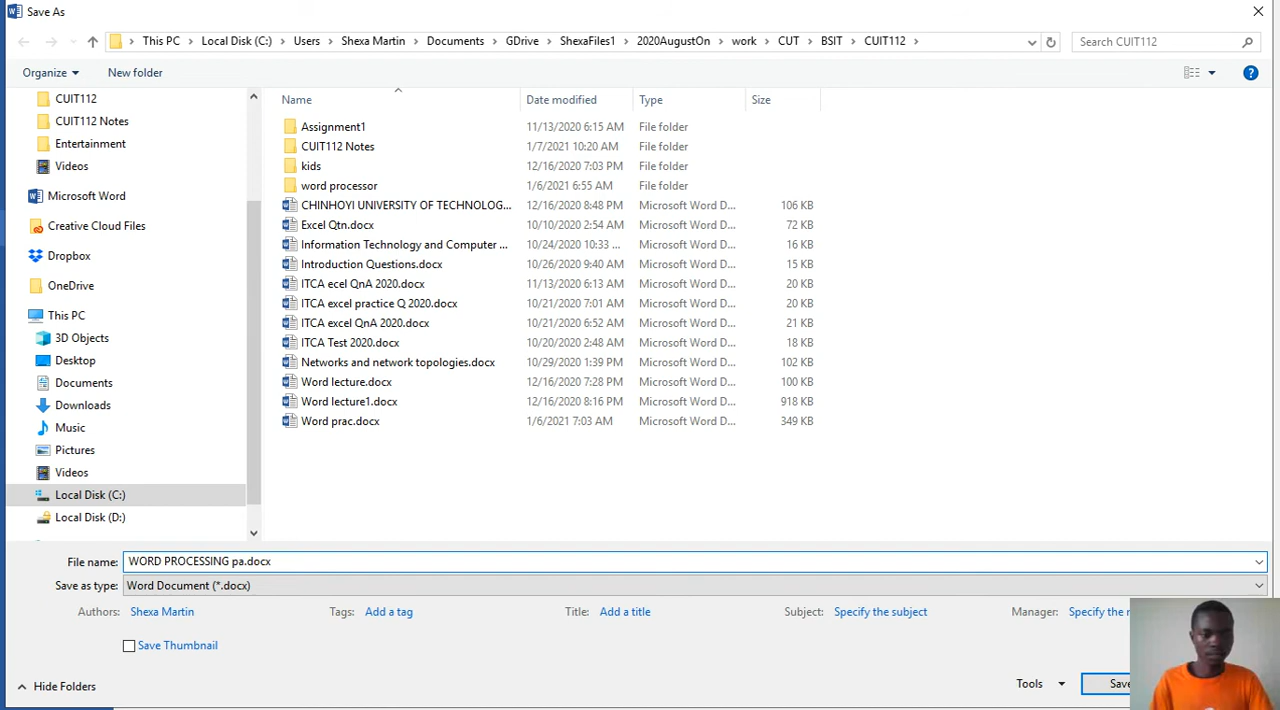 Save As
This PC > Local Disk (C:) > Users > Shexa Martin > Documents > GDrive > ShexaFiles1 > 2020AugustOn > work > CUT > BSIT > CUIT112 >
Search CUIT112
Organize
New folder
CUIT112
CUIT112 Notes
Entertainment
Videos
Microsoft Word
Creative Cloud Files
Dropbox
OneDrive
This PC
3D Objects
Desktop
Documents
Downloads
Music
Pictures
Videos
Local Disk (C:)
Local Disk (D:)
Name Date modified Type Size
Assignment1 11/13/2020 6:15 AM File folder
CUIT112 Notes 1/7/2021 10:20 AM File folder
kids 12/16/2020 7:03 PM File folder
word processor 1/6/2021 6:55 AM File folder
CHINHOYI UNIVERSITY OF TECHNOLOG... 12/16/2020 8:48 PM Microsoft Word D... 106 KB
Excel Qtn.docx 10/10/2020 2:54 AM Microsoft Word D... 72 KB
Information Technology and Computer ... 10/24/2020 10:33 ... Microsoft Word D... 16 KB
Introduction Questions.docx 10/26/2020 9:40 AM Microsoft Word D... 15 KB
ITCA ecel QnA 2020.docx 11/13/2020 6:13 AM Microsoft Word D... 20 KB
ITCA excel practice Q 2020.docx 10/21/2020 7:01 AM Microsoft Word D... 20 KB
ITCA excel QnA 2020.docx 10/21/2020 6:52 AM Microsoft Word D... 21 KB
ITCA Test 2020.docx 10/20/2020 2:48 AM Microsoft Word D... 18 KB
Networks and network topologies.docx 10/29/2020 1:39 PM Microsoft Word D... 102 KB
Word lecture.docx 12/16/2020 7:28 PM Microsoft Word D... 100 KB
Word lecture1.docx 12/16/2020 8:16 PM Microsoft Word D... 918 KB
Word prac.docx 1/6/2021 7:03 AM Microsoft Word D... 349 KB
File name: WORD PROCESSING pa.docx
Save as type: Word Document (*.docx)
Authors: Shexa Martin Tags: Add a tag Title: Add a title Subject: Specify the subject Manager: Specify the
Save Thumbnail
Hide Folders
Tools
Save